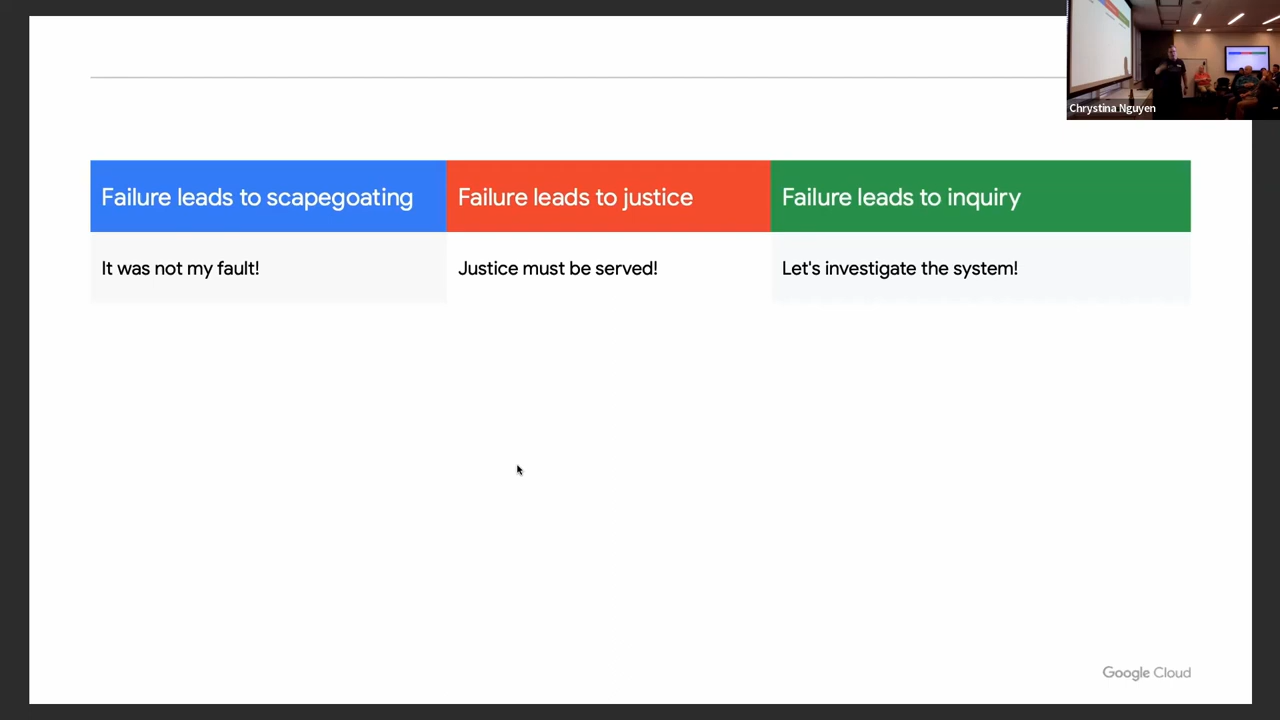 Chrystina Nguyen
Failure leads to scapegoating
Failure leads to justice
Failure leads to inquiry
It was not my fault!
Justice must be served!
Let's investigate the system!
Google Cloud